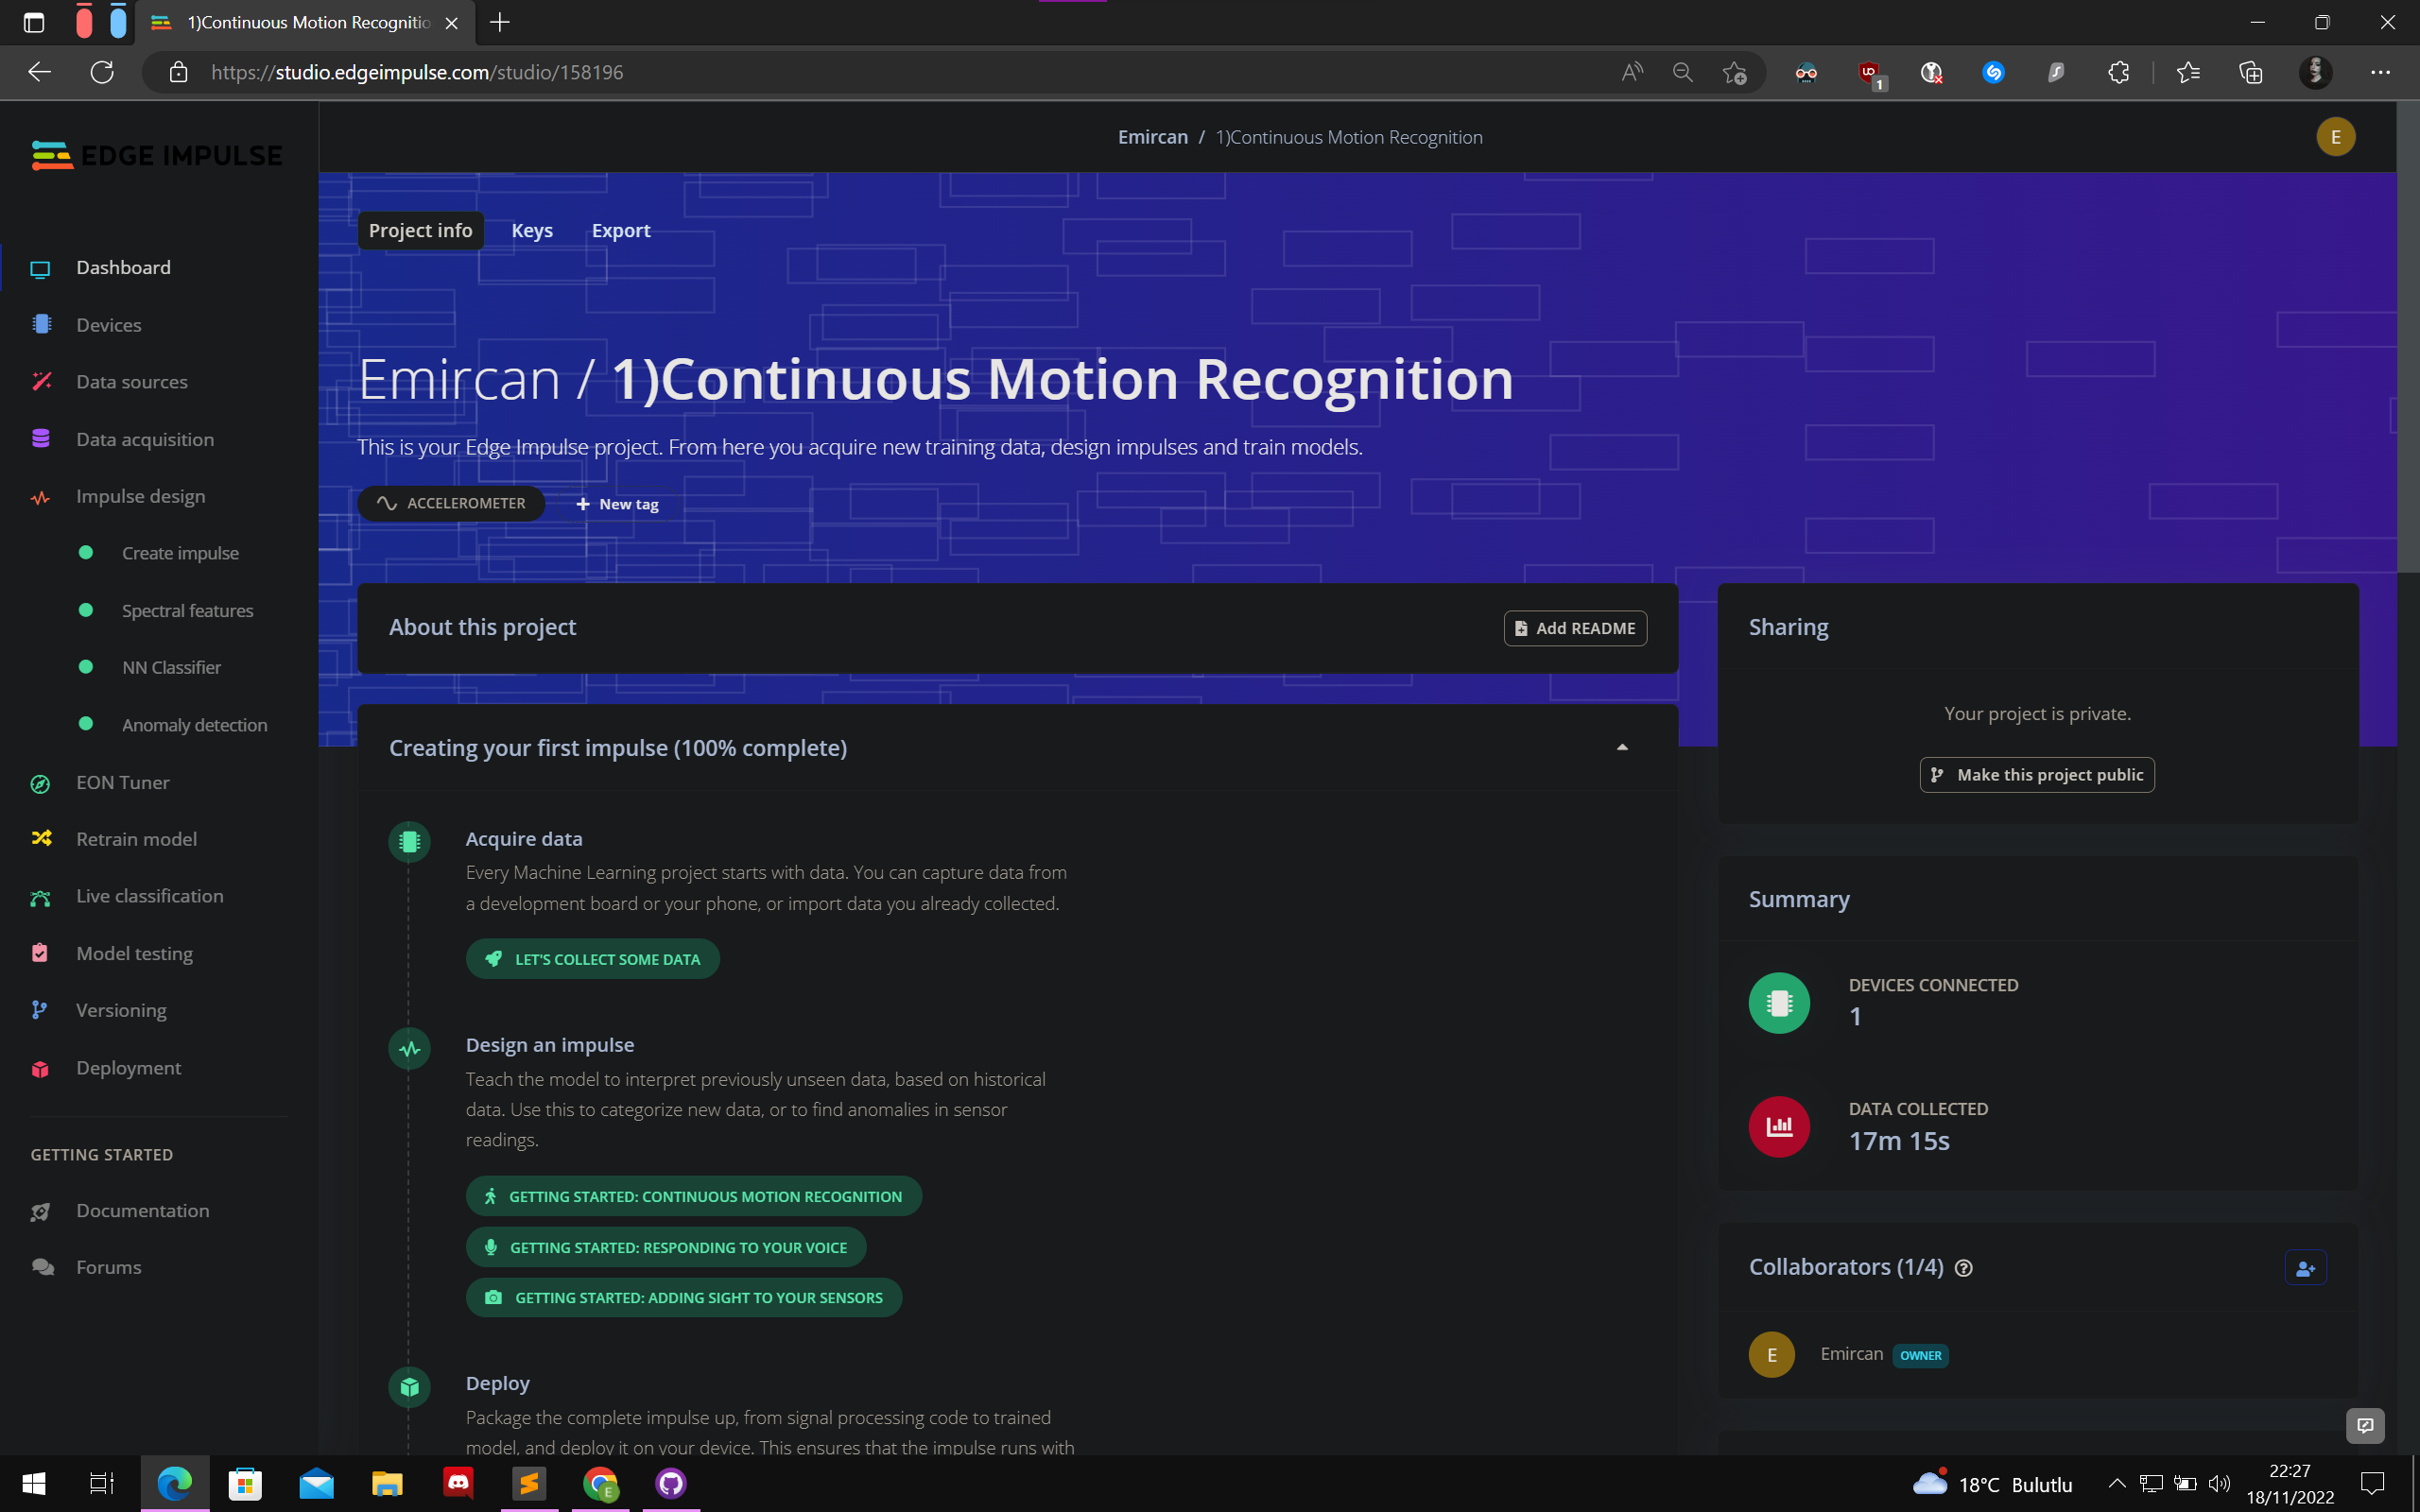 1)Continuous Motion Recognitio
https://studio.edgeimpulse.com/studio/158196
1
EDGE IMPULSE
Emircan / 1)Continuous Motion Recognition
E
Dashboard
Devices
Data sources
Data acquisition
Impulse design
Create impulse
Spectral features
NN Classifier
Anomaly detection
EON Tuner
Retrain model
Live classification
Model testing
Versioning
Deployment
GETTING STARTED
Documentation
Forums
Project info
Keys
Export
Emircan / 1)Continuous Motion Recognition
This is your Edge Impulse project. From here you acquire new training data, design impulses and train models.
ACCELEROMETER
+ New tag
About this project
Add README
Creating your first impulse (100% complete)
Acquire data
Every Machine Learning project starts with data. You can capture data from
a development board or your phone, or import data you already collected.
LET'S COLLECT SOME DATA
Design an impulse
Teach the model to interpret previously unseen data, based on historical
data. Use this to categorize new data, or to find anomalies in sensor
readings.
GETTING STARTED: CONTINUOUS MOTION RECOGNITION
GETTING STARTED: RESPONDING TO YOUR VOICE
GETTING STARTED: ADDING SIGHT TO YOUR SENSORS
Deploy
Package the complete impulse up, from signal processing code to trained
model, and deploy it on your device. This ensures that the impulse runs with
Sharing
Your project is private.
Make this project public
Summary
DEVICES CONNECTED
1
DATA COLLECTED
17m 15s
Collaborators (1/4)
E
Emircan OWNER
18°C Bulutlu
22:27
18/11/2022